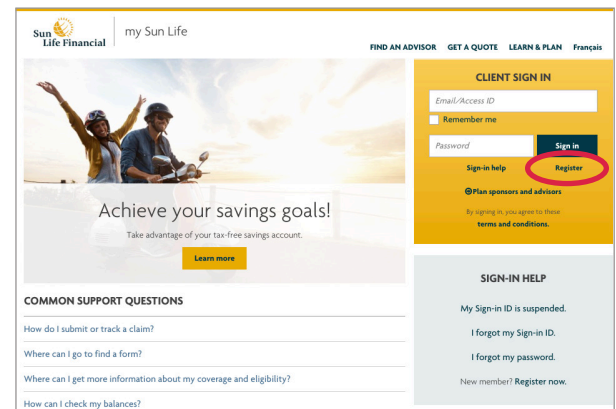 Sun
Life Financial
my Sun Life
FIND AN ADVISOR GET A QUOTE LEARN & PLAN Français
Achieve your savings goals!
Take advantage of your tax-free savings account.
Learn more
CLIENT SIGN IN
Email/Access ID
Remember me
Password
Sign in
Sign-in help
Register
Plan sponsors and advisors
By signing in, you agree to these
terms and conditions.
COMMON SUPPORT QUESTIONS
How do I submit or track a claim?
Where can I go to find a form?
Where can I get more information about my coverage and eligibility?
How can I check my balances?
SIGN-IN HELP
My Sign-in ID is suspended.
I forgot my Sign-in ID.
I forgot my password.
New member? Register now.